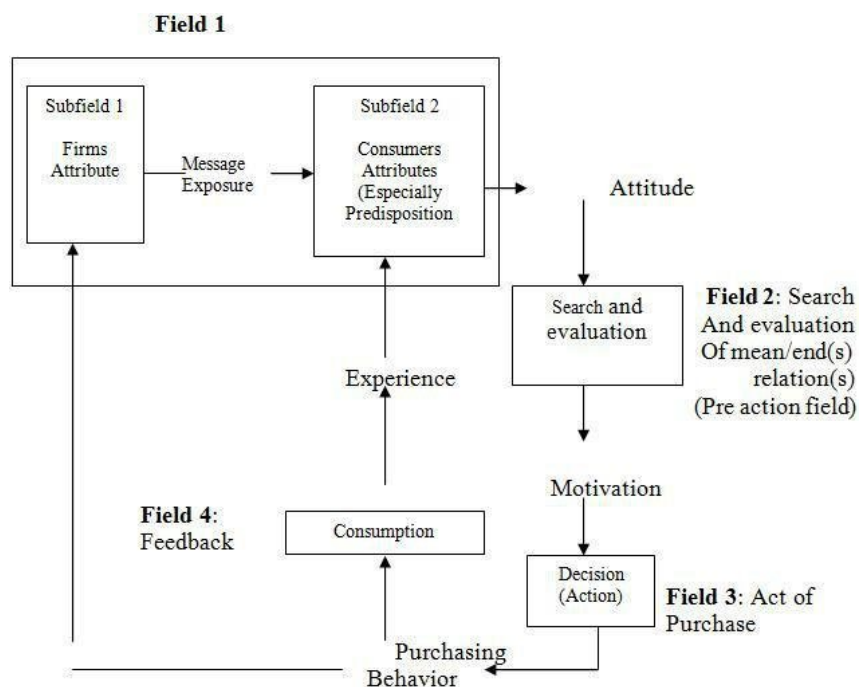 Field 1
Subfield 1
Firms
Attribute
Message
Exposure
Subfield 2
Consumers
Attributes
(Especially
Predisposition
Attitude
Search and
evaluation
Field 2: Search
And evaluation
Of mean/end(s)
relation(s)
(Pre action field)
Experience
Motivation
Field 4:
Feedback
Consumption
Decision
(Action)
Field 3: Act of
Purchase
Purchasing
Behavior